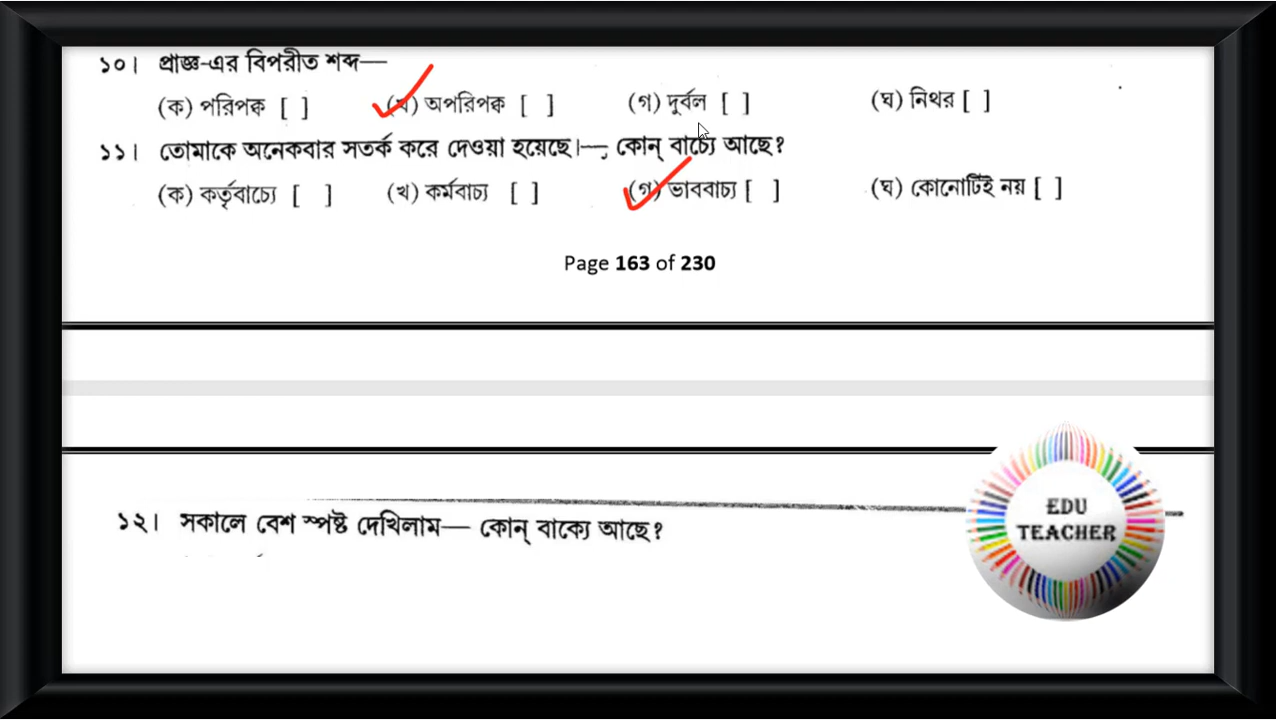 ১০। প্রাজ্ঞ-এর বিপরীত শব্দ—
(ক) পরিপক্ক [ ] (খ) অপরিপক্ক [ ] (গ) দুর্বল [ ] (ঘ) নিথর [ ]
১১। তোমাকে অনেকবার সতর্ক করে দেওয়া হয়েছে।—, কোন্ বাচ্যে আছে?
(ক) কর্তৃবাচ্যে [ ] (খ) কর্মবাচ্য [ ] (গ) ভাববাচ্য [ ] (ঘ) কোনোটিই নয় [ ]
Page 163 of 230
EDU
TEACHER
১২। সকালে বেশ স্পষ্ট দেখিলাম— কোন্ বাক্যে আছে?